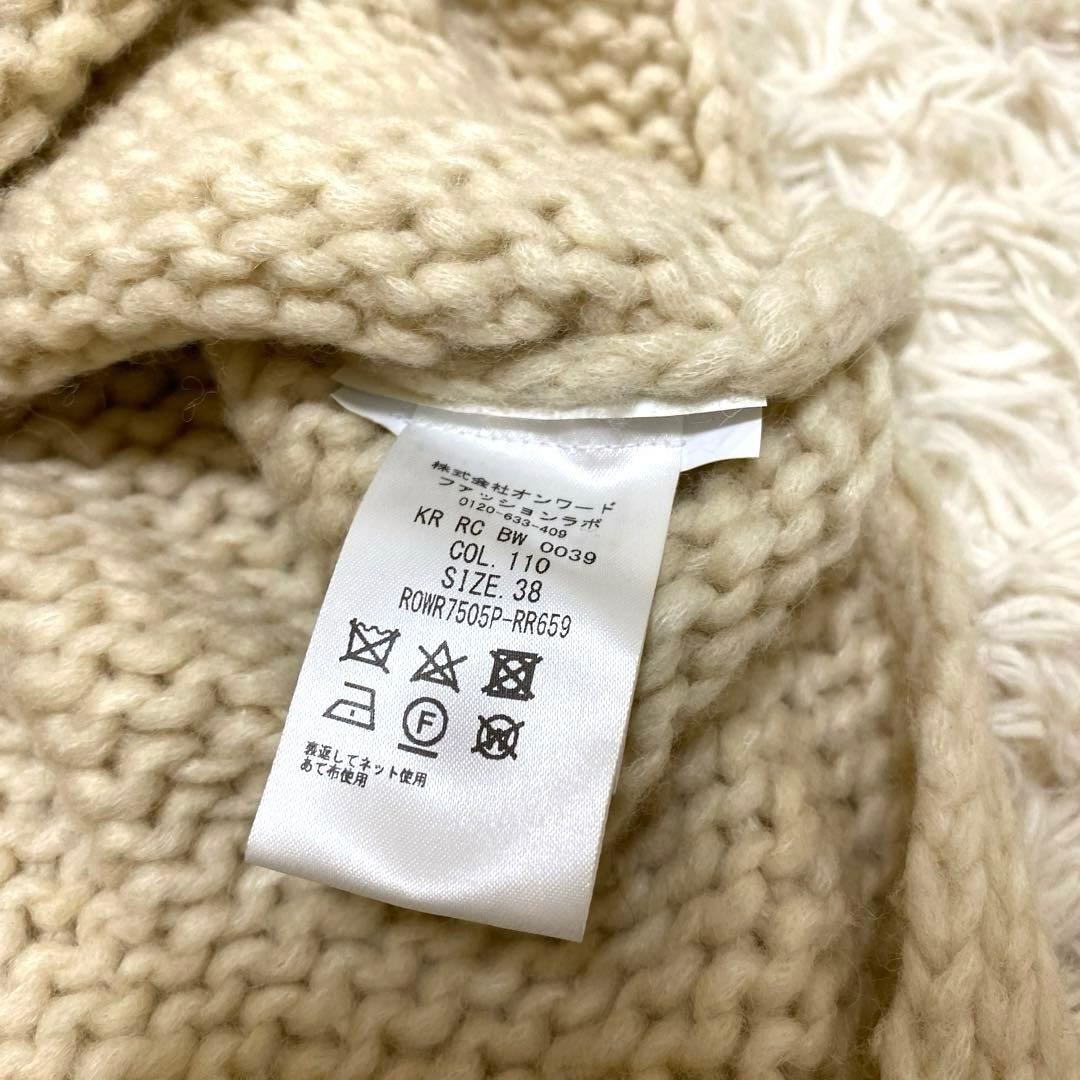 株式会社オンワード
ファッションラボ
0120-633-409
KR RC BW 0039
COL. 110
SIZE. 38
ROWR7505P-RR659
F
W
裏返してネット使用
あて布使用